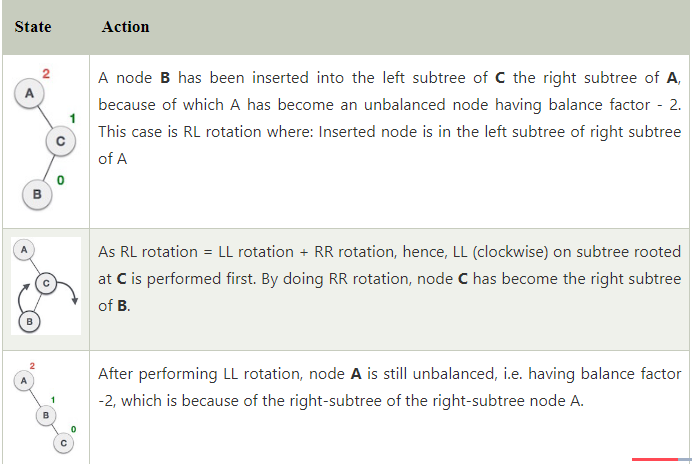 State Action
2
A
1
C
0
B
A node B has been inserted into the left subtree of C the right subtree of A,
because of which A has become an unbalanced node having balance factor - 2.
This case is RL rotation where: Inserted node is in the left subtree of right subtree
of A
A
C
B
As RL rotation = LL rotation + RR rotation, hence, LL (clockwise) on subtree rooted
at C is performed first. By doing RR rotation, node C has become the right subtree
of B.
2
A
1
B
0
C
After performing LL rotation, node A is still unbalanced, i.e. having balance factor
-2, which is because of the right-subtree of the right-subtree node A.